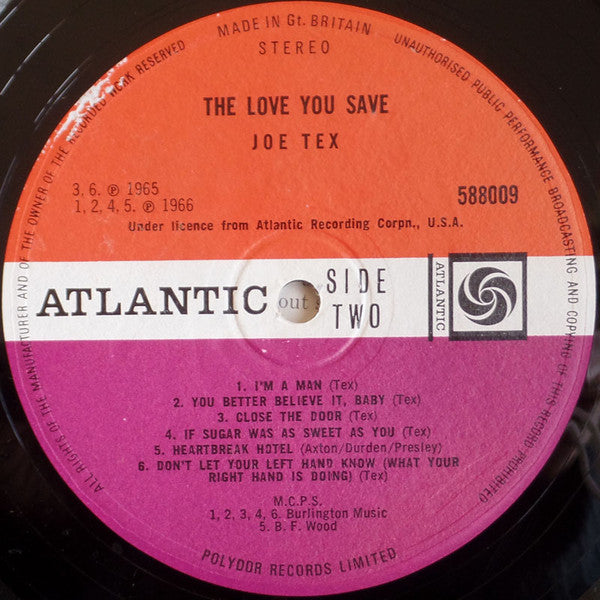 MADE IN Gt. BRITAIN
STEREO
THE LOVE YOU SAVE
JOE TEX
3, 6. ℗ 1965
1, 2, 4, 5. ℗ 1966
588009
Under licence from Atlantic Recording Corpn., U.S.A.
ATLANTIC
out
SIDE
TWO
ATLANTIC
1. I'M A MAN (Tex)
2. YOU BETTER BELIEVE IT, BABY (Tex)
3. CLOSE THE DOOR (Tex)
4. IF SUGAR WAS AS SWEET AS YOU (Tex)
5. HEARTBREAK HOTEL (Axton/Durden/Presley)
6. DON'T LET YOUR LEFT HAND KNOW (WHAT YOUR
RIGHT HAND IS DOING) (Tex)
M.C.P.S.
1, 2, 3, 4, 6. Burlington Music
5. B. F. Wood
POLYDOR RECORDS LIMITED
ALL RIGHTS OF THE MANUFACTURER AND OF THE OWNER OF THE RECORDED WORK RESERVED
UNAUTHORISED PUBLIC PERFORMANCE BROADCASTING AND COPYING OF THIS RECORD PROHIBITED